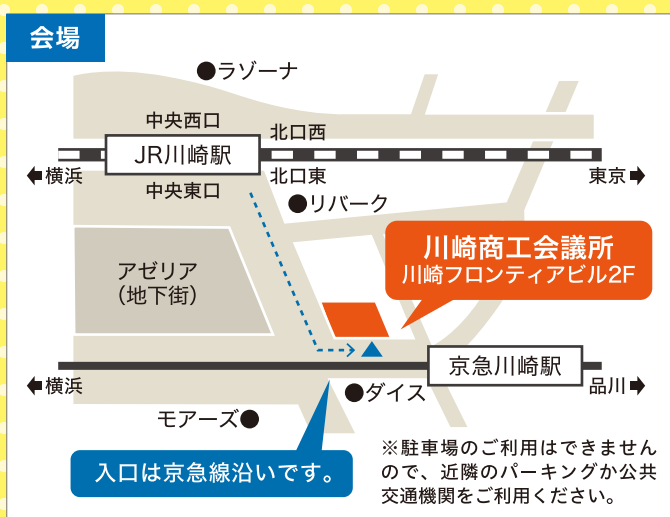 会場
●ラゾーナ
中央西口
北口西
JR川崎駅
←横浜
北口東
東京→
中央東口
●リバーク
川崎商工会議所
川崎フロンティアビル2F
アゼリア
（地下街）
京急川崎駅
←横浜
●ダイス
品川→
モアーズ●
入口は京急線沿いです。
※駐車場のご利用はできません
ので、近隣のパーキングか公共
交通機関をご利用ください。